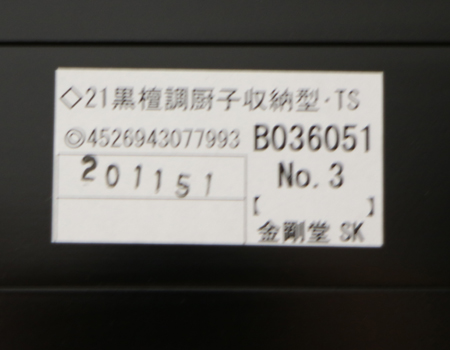 ◇21黒檀調厨子収納型・TS
◎4526943077993 B036051
201151 No.3
【 】
金剛堂 SK